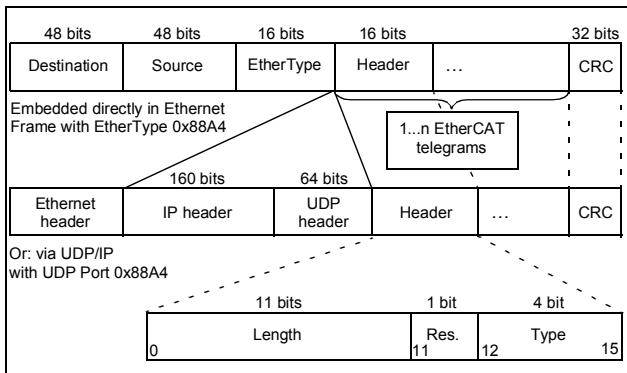 48 bits 48 bits 16 bits 16 bits 32 bits
Destination Source EtherType Header ... CRC
Embedded directly in Ethernet
Frame with EtherType 0x88A4
1...n EtherCAT
telegrams
160 bits 64 bits
Ethernet
header
IP header
UDP
header
Header ... CRC
Or: via UDP/IP
with UDP Port 0x88A4
11 bits 1 bit 4 bit
Length Res. Type
0 11 12 15